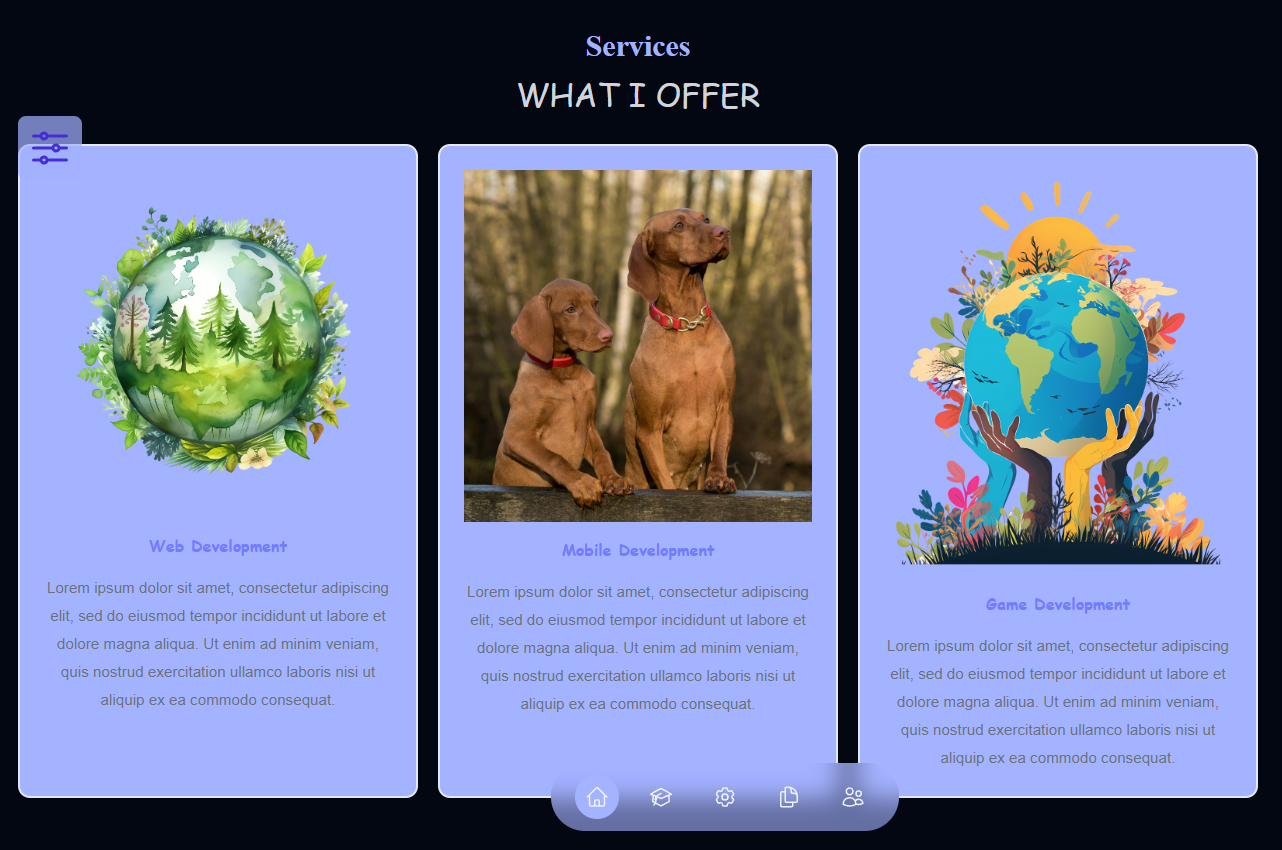 Services
WHAT I OFFER
Web Development
Lorem ipsum dolor sit amet, consectetur adipiscing
elit, sed do eiusmod tempor incididunt ut labore et
dolore magna aliqua. Ut enim ad minim veniam,
quis nostrud exercitation ullamco laboris nisi ut
aliquip ex ea commodo consequat.
Mobile Development
Lorem ipsum dolor sit amet, consectetur adipiscing
elit, sed do eiusmod tempor incididunt ut labore et
dolore magna aliqua. Ut enim ad minim veniam,
quis nostrud exercitation ullamco laboris nisi ut
aliquip ex ea commodo consequat.
Game Development
Lorem ipsum dolor sit amet, consectetur adipiscing
elit, sed do eiusmod tempor incididunt ut labore et
dolore magna aliqua. Ut enim ad minim veniam,
quis nostrud exercitation ullamco laboris nisi ut
aliquip ex ea commodo consequat.